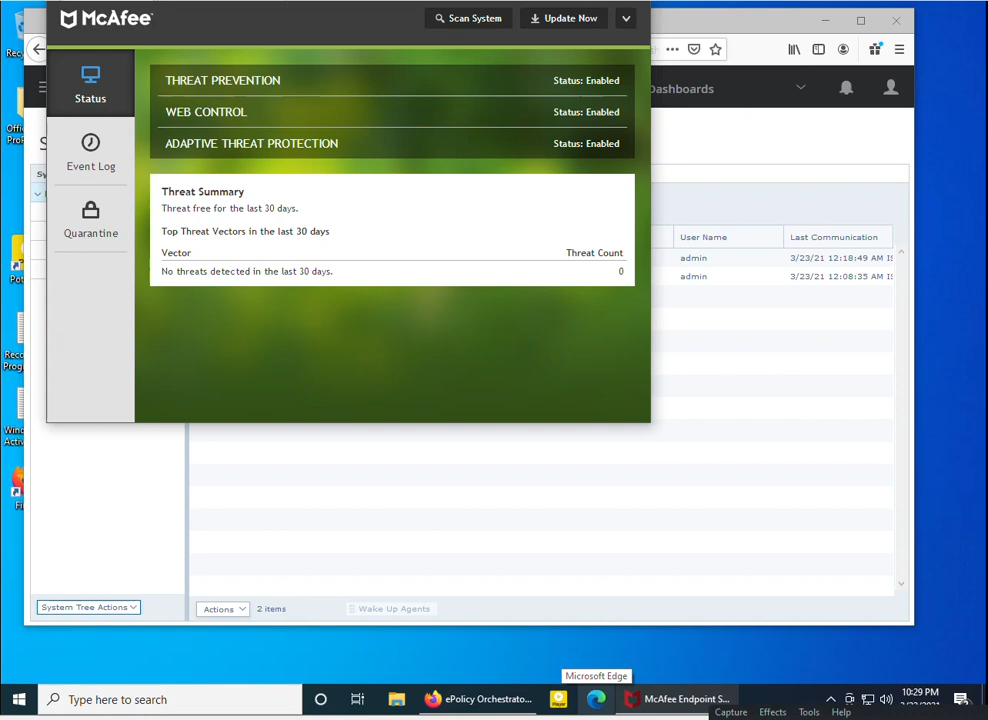 McAfee
Scan System
Update Now
Status
Event Log
Quarantine
THREAT PREVENTION Status: Enabled
WEB CONTROL Status: Enabled
ADAPTIVE THREAT PROTECTION Status: Enabled
Threat Summary
Threat free for the last 30 days.
Top Threat Vectors in the last 30 days
Vector Threat Count
No threats detected in the last 30 days. 0
Dashboards
User Name Last Communication
admin 3/23/21 12:18:49 AM
admin 3/23/21 12:08:35 AM
System Tree Actions
Actions 2 items Wake Up Agents
Microsoft Edge
Type here to search
ePolicy Orchestrato...
McAfee Endpoint S...
10:29 PM
Capture Effects Tools Help